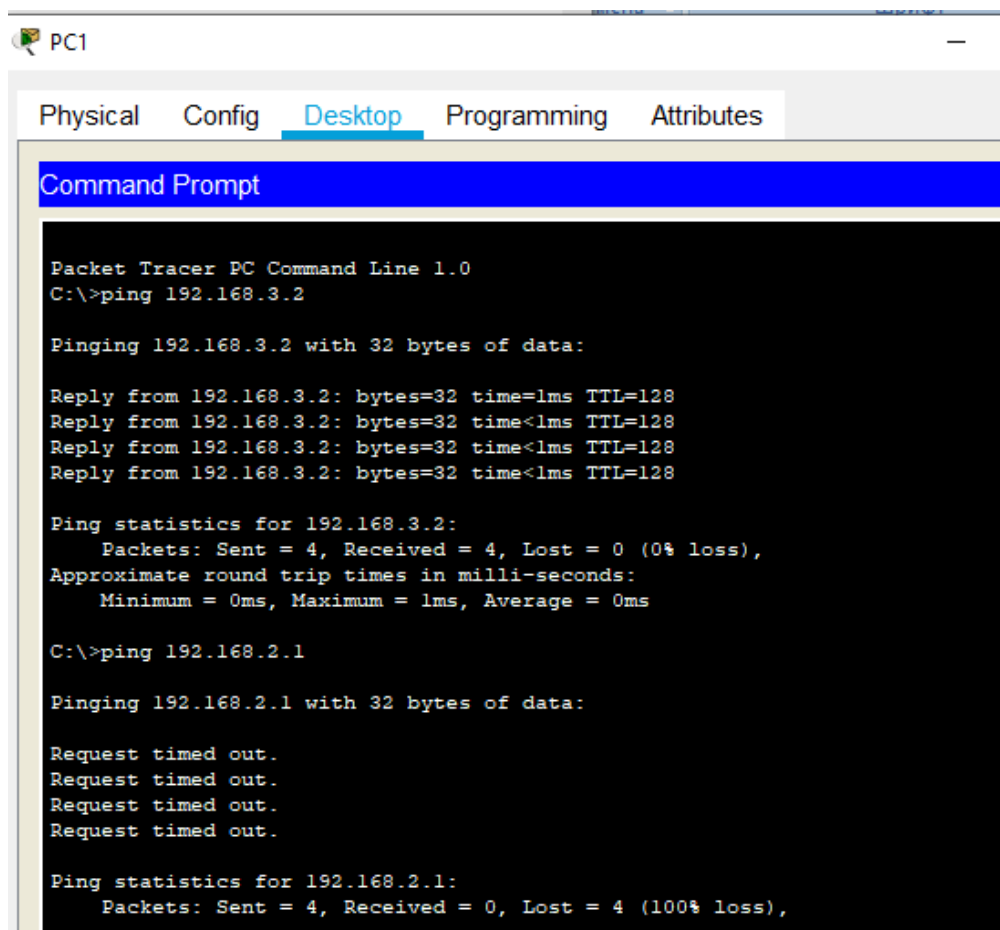 PC1
Physical Config Desktop Programming Attributes
Command Prompt
Packet Tracer PC Command Line 1.0
C:\>ping 192.168.3.2
Pinging 192.168.3.2 with 32 bytes of data:
Reply from 192.168.3.2: bytes=32 time=1ms TTL=128
Reply from 192.168.3.2: bytes=32 time<1ms TTL=128
Reply from 192.168.3.2: bytes=32 time<1ms TTL=128
Reply from 192.168.3.2: bytes=32 time<1ms TTL=128
Ping statistics for 192.168.3.2:
Packets: Sent = 4, Received = 4, Lost = 0 (0% loss),
Approximate round trip times in milli-seconds:
Minimum = 0ms, Maximum = 1ms, Average = 0ms
C:\>ping 192.168.2.1
Pinging 192.168.2.1 with 32 bytes of data:
Request timed out.
Request timed out.
Request timed out.
Request timed out.
Ping statistics for 192.168.2.1:
Packets: Sent = 4, Received = 0, Lost = 4 (100% loss),